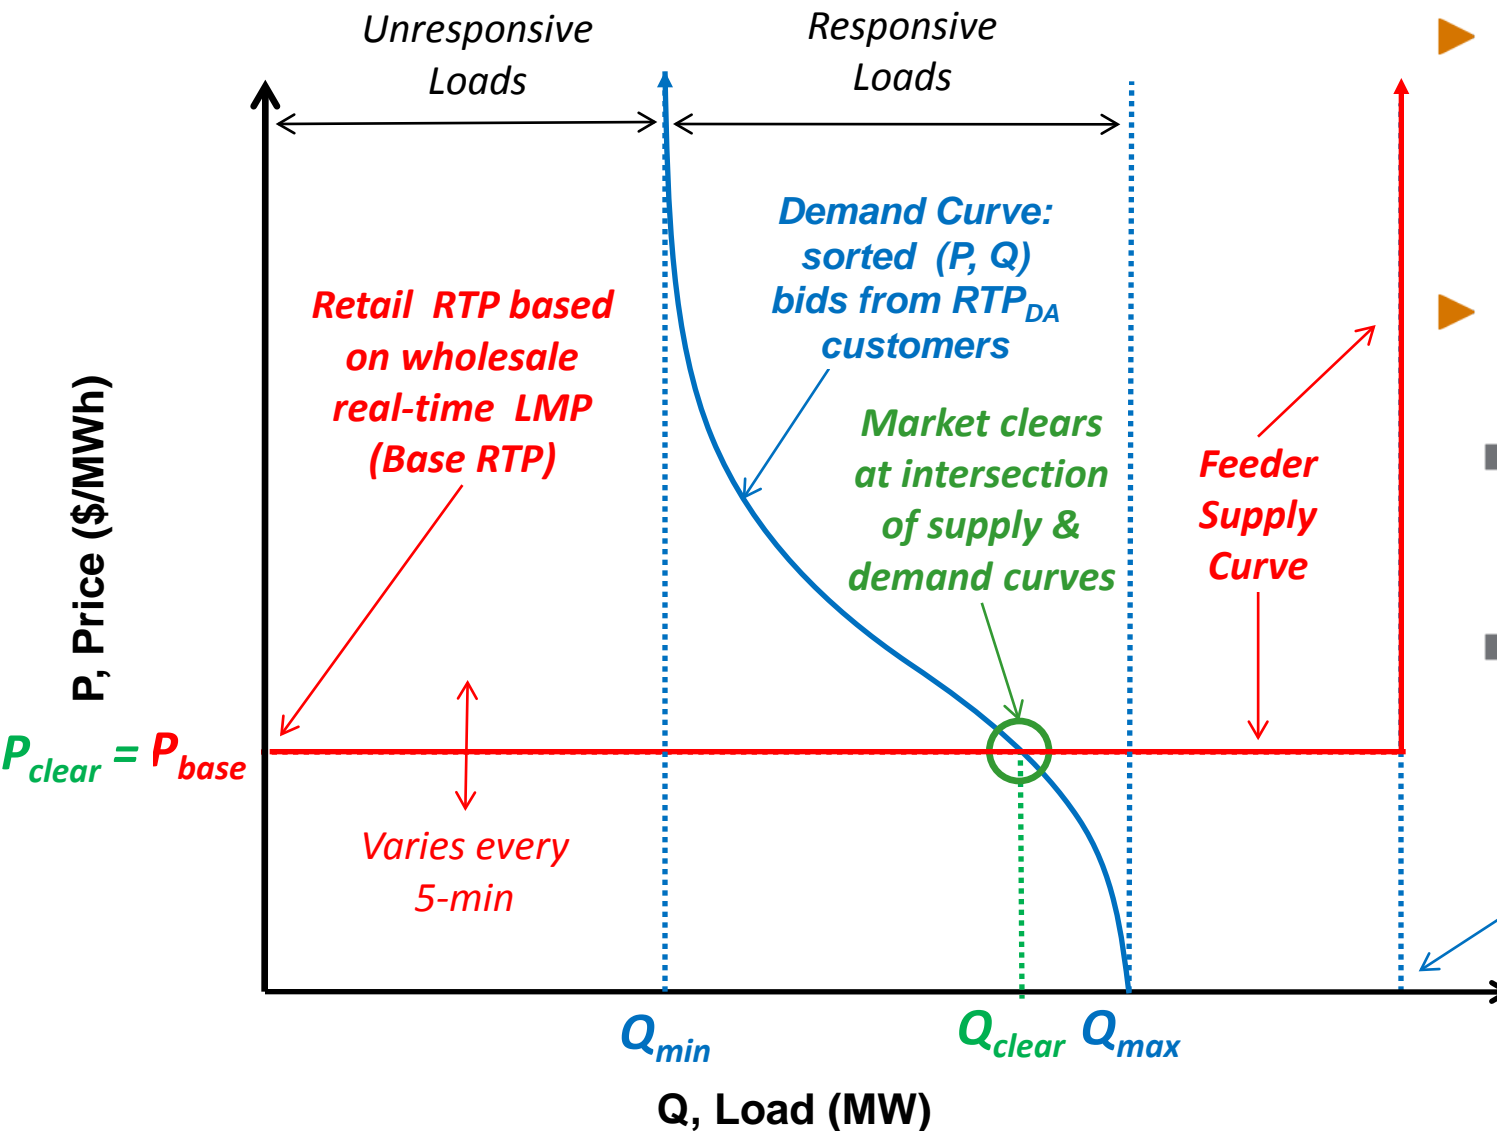 Unresponsive
Loads
Responsive
Loads
Demand Curve:
sorted (P, Q)
bids from RTPDA
customers
Retail RTP based
on wholesale
real-time LMP
(Base RTP)
Market clears
at intersection
of supply &
demand curves
Feeder
Supply
Curve
P, Price ($/MWh)
Pclear = Pbase
Varies every
5-min
Qmin
Qclear
Qmax
Q, Load (MW)